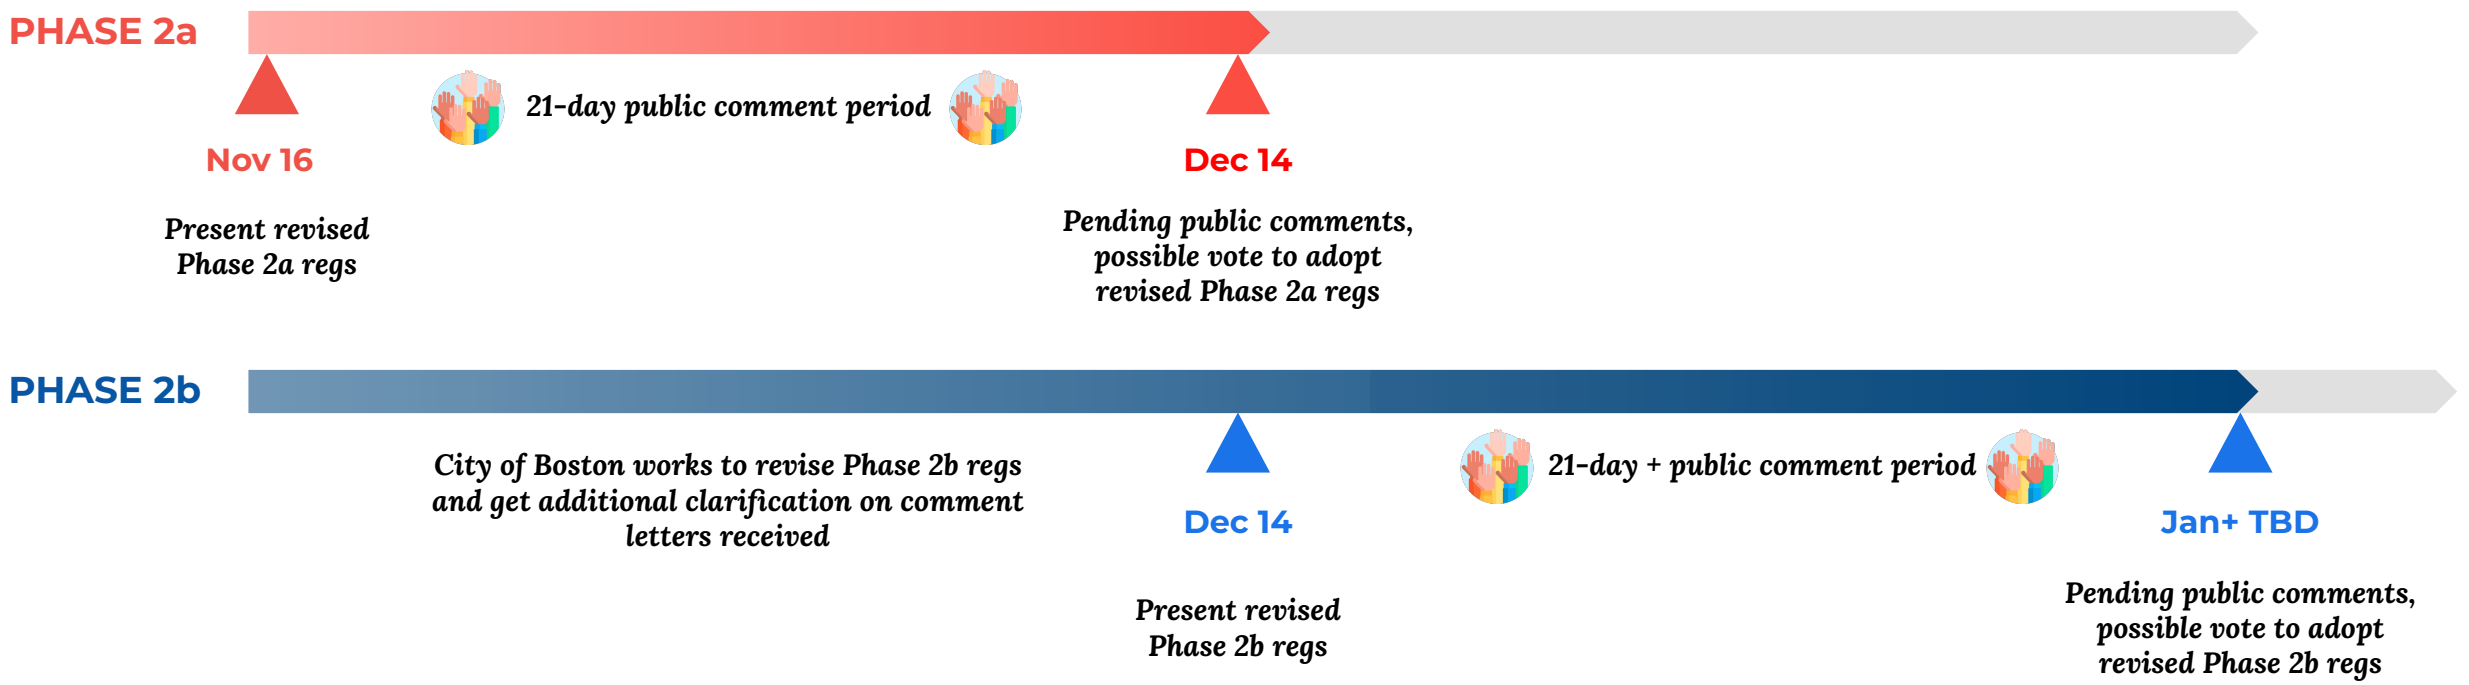 PHASE 2a
21-day public comment period
Nov 16
Present revised
Phase 2a regs
Dec 14
Pending public comments,
possible vote to adopt
revised Phase 2a regs
PHASE 2b
City of Boston works to revise Phase 2b regs
and get additional clarification on comment
letters received
Dec 14
Present revised
Phase 2b regs
21-day + public comment period
Jan+ TBD
Pending public comments,
possible vote to adopt
revised Phase 2b regs